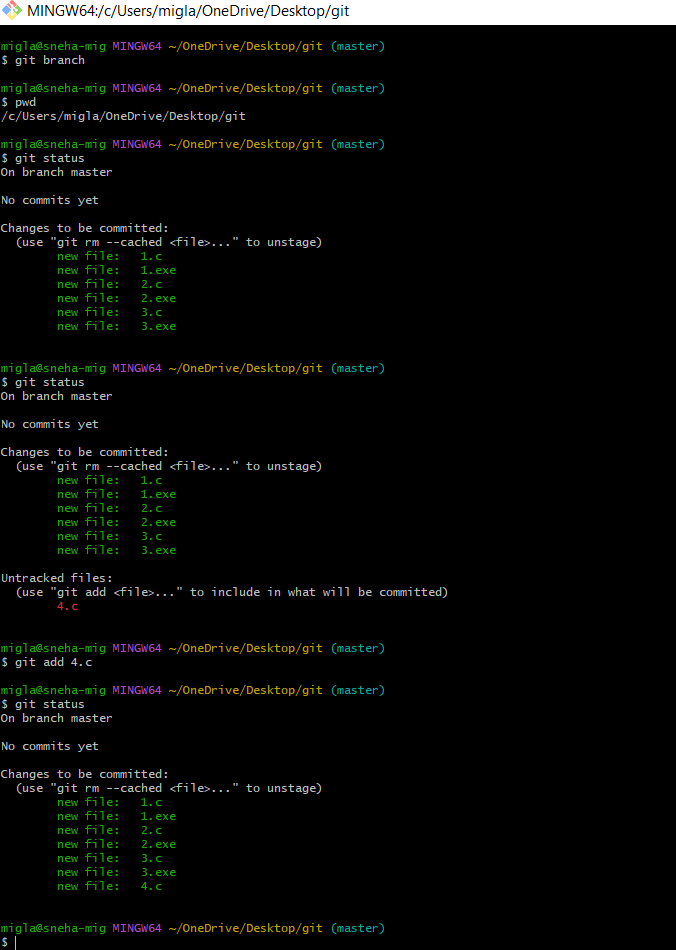 MINGW64:/c/Users/migla/OneDrive/Desktop/git
migla@sneha-mig MINGW64 ~/OneDrive/Desktop/git (master)
$ git branch
migla@sneha-mig MINGW64 ~/OneDrive/Desktop/git (master)
$ pwd
/c/Users/migla/OneDrive/Desktop/git
migla@sneha-mig MINGW64 ~/OneDrive/Desktop/git (master)
$ git status
On branch master
No commits yet
Changes to be committed:
(use "git rm --cached <file>..." to unstage)
new file: 1.c
new file: 1.exe
new file: 2.c
new file: 2.exe
new file: 3.c
new file: 3.exe
migla@sneha-mig MINGW64 ~/OneDrive/Desktop/git (master)
$ git status
On branch master
No commits yet
Changes to be committed:
(use "git rm --cached <file>..." to unstage)
new file: 1.c
new file: 1.exe
new file: 2.c
new file: 2.exe
new file: 3.c
new file: 3.exe
Untracked files:
(use "git add <file>..." to include in what will be committed)
4.c
migla@sneha-mig MINGW64 ~/OneDrive/Desktop/git (master)
$ git add 4.c
migla@sneha-mig MINGW64 ~/OneDrive/Desktop/git (master)
$ git status
On branch master
No commits yet
Changes to be committed:
(use "git rm --cached <file>..." to unstage)
new file: 1.c
new file: 1.exe
new file: 2.c
new file: 2.exe
new file: 3.c
new file: 3.exe
new file: 4.c
migla@sneha-mig MINGW64 ~/OneDrive/Desktop/git (master)
$